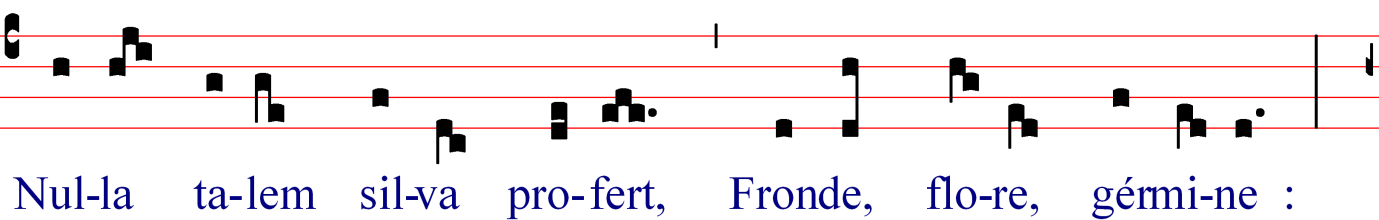 Nul-la ta-lem sil-va pro-fert, Fronde, flo-re, gérmi-ne :